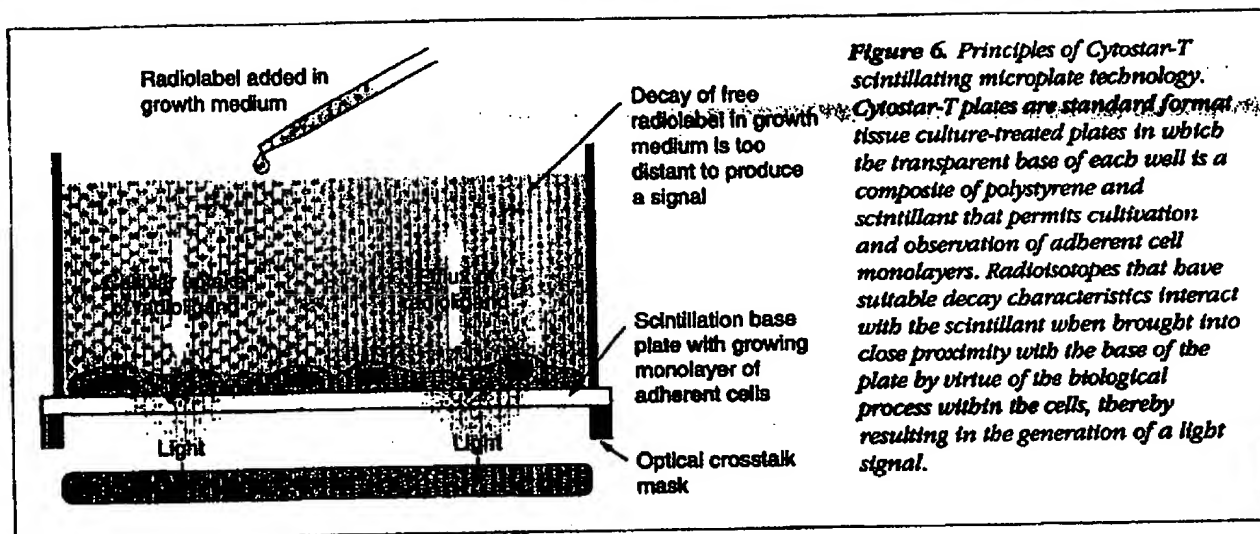 Radiolabel added in
growth medium
Decay of free
radiolabel in growth
medium is too
distant to produce
a signal
Scintillation base
plate with growing
monolayer of
adherent cells
Light
Light
Optical crosstalk
mask
Figure 6. Principles of Cytostar-T
scintillating microplate technology.
Cytostar-T plates are standard format
tissue culture-treated plates in which
the transparent base of each well is a
composite of polystyrene and
scintillant that permits cultivation
and observation of adherent cell
monolayers. Radioisotopes that have
suitable decay characteristics interact
with the scintillant when brought into
close proximity with the base of the
plate by virtue of the biological
process within the cells, thereby
resulting in the generation of a light
signal.